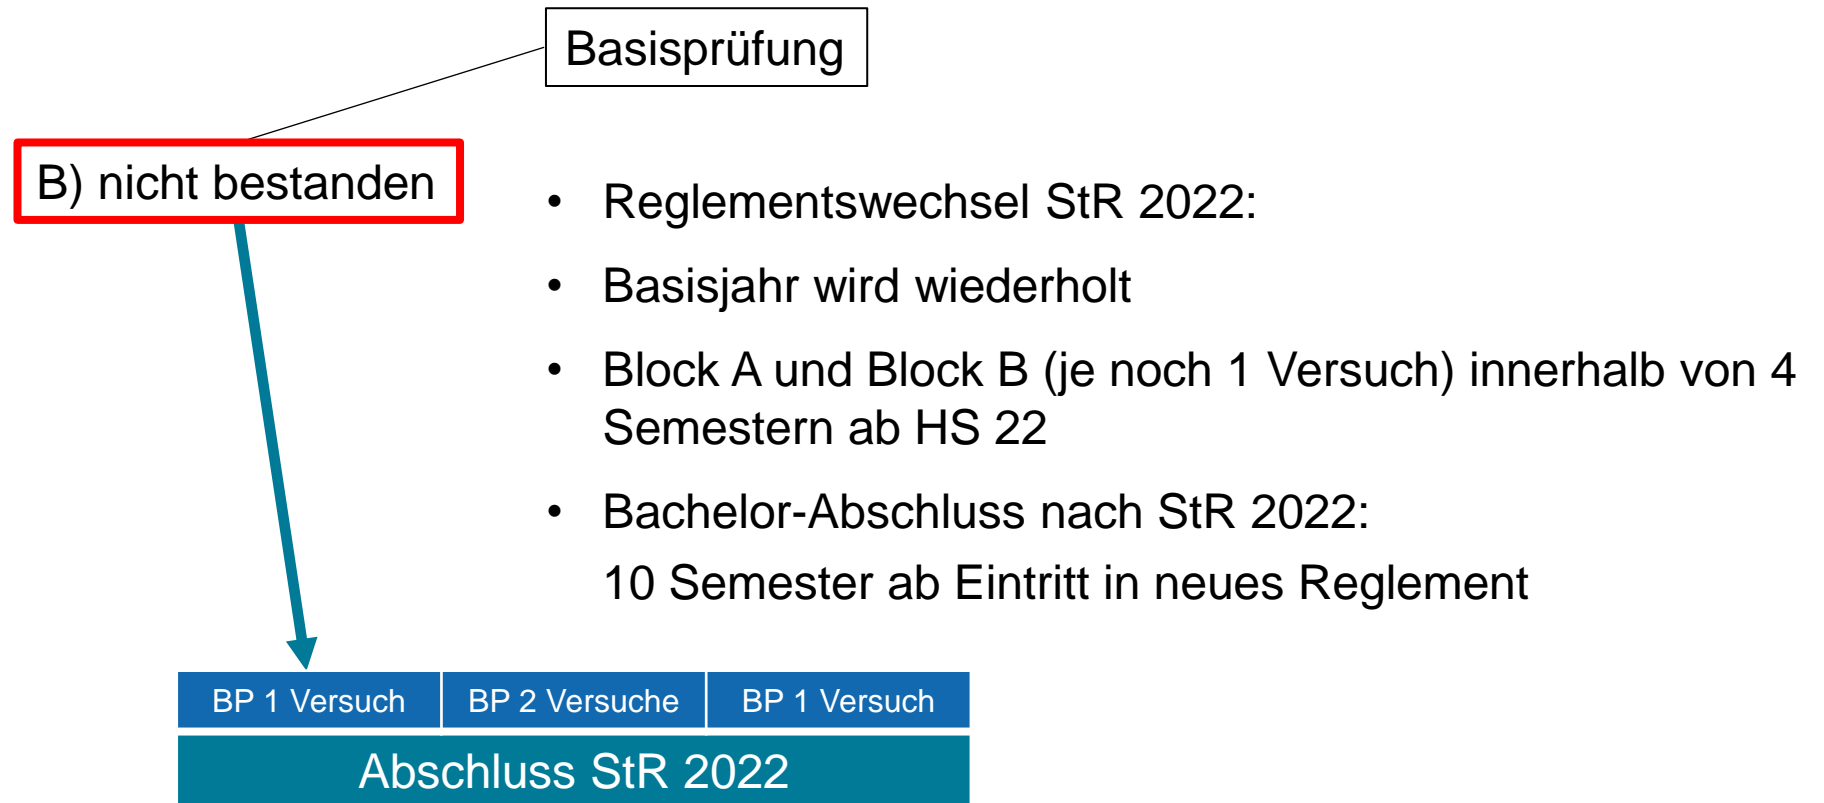 Basisprüfung
B) nicht bestanden
• Reglementswechsel StR 2022:
• Basisjahr wird wiederholt
• Block A und Block B (je noch 1 Versuch) innerhalb von 4
Semestern ab HS 22
• Bachelor-Abschluss nach StR 2022:
10 Semester ab Eintritt in neues Reglement
BP 1 Versuch
BP 2 Versuche
BP 1 Versuch
Abschluss StR 2022